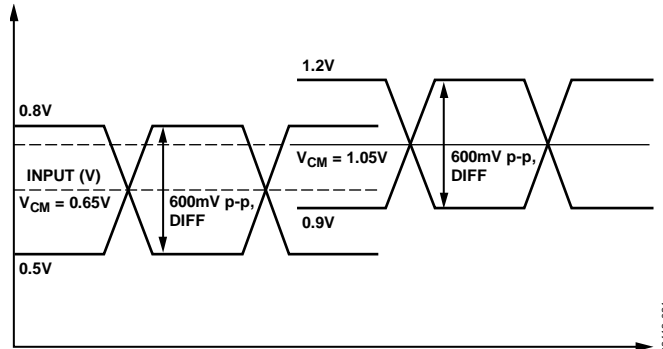 1.2V
0.8V
INPUT (V)
V_CM = 0.65V
V_CM = 1.05V
600mV p-p,
DIFF
600mV p-p,
DIFF
0.9V
0.5V